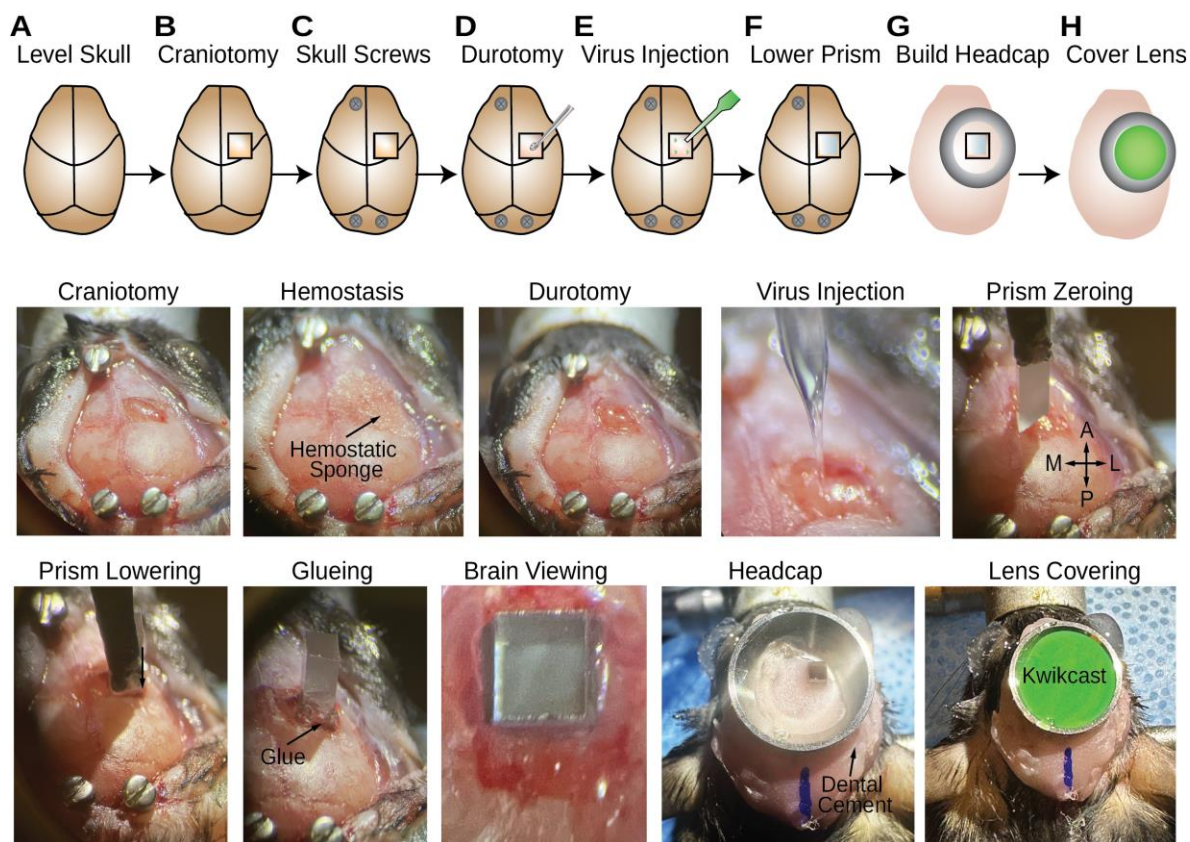 A B C D E F G H
Level Skull Craniotomy Skull Screws Durotomy Virus Injection Lower Prism Build Headcap Cover Lens
Craniotomy Hemostasis Durotomy Virus Injection Prism Zeroing
Hemostatic
Sponge
A
M L
P
Prism Lowering Glueing Brain Viewing Headcap Lens Covering
Kwikcast
Glue
Dental
Cement